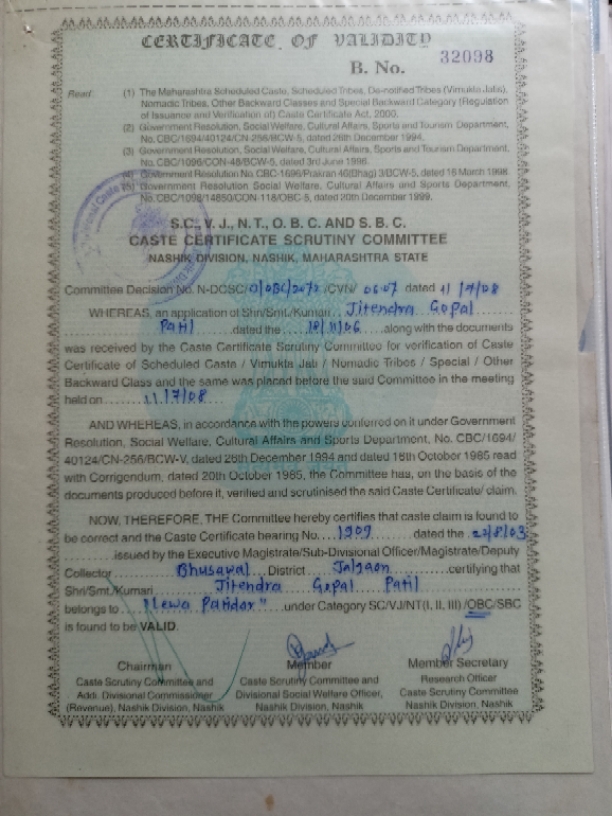 CERTIFICATE OF VALIDITY
B. No. 32098
Read (1) The Maharashtra Scheduled Caste, Scheduled Tribes, De-notified Tribes (Vimukta Jatis),
Nomadic Tribes, Other Backward Classes and Special Backward Category (Regulation
of Issuance and Verification of) Caste Certificate Act, 2000.
(2) Government Resolution, Social Welfare, Cultural Affairs, Sports and Tourism Department,
No. CBC/1694/40124/CN-256/BCW-5, dated 26th December 1994.
(3) Government Resolution, Social Welfare, Cultural Affairs, Sports and Tourism Department,
No. CBC/1096/CON-48/BCW-5, dated 3rd June 1996.
(4) Government Resolution No. CBC-1696/Prakran 46(Bhag) 3/BCW-5, dated 16 March 1998
(5) Government Resolution Social Welfare, Cultural Affairs and Sports Department,
No. CBC/1098/14850/CON-118/OBC-5, dated 20th December 1999.
S.C., V. J., N.T., O. B. C. AND S. B. C.
CASTE CERTIFICATE SCRUTINY COMMITTEE
NASHIK DIVISION, NASHIK, MAHARASHTRA STATE
Committee Decision No. N-DCSC/ /OBC/2072 /CVN/ 06-07 dated 11/7/08
WHEREAS, an application of Shri/Smt./Kumari Jitendra Gopal
Patil dated the 18/11/06 along with the documents
was received by the Caste Certificate Scrutiny Committee for verification of Caste
Certificate of Scheduled Caste / Vimukta Jati / Nomadic Tribes / Special / Other
Backward Class and the same was placed before the said Committee in the meeting
held on 11/7/08
AND WHEREAS, in accordance with the powers conferred on it under Government
Resolution, Social Welfare, Cultural Affairs and Sports Department, No. CBC/1694/
40124/CN-256/BCW-V, dated 26th December 1994 and dated 16th October 1985 read
with Corrigendum, dated 20th October 1985, the Committee has, on the basis of the
documents produced before it, verified and scrutinised the said Caste Certificate/ claim.
NOW, THEREFORE, THE Committee hereby certifies that caste claim is found to
be correct and the Caste Certificate bearing No. 1909 dated the 22/8/03
issued by the Executive Magistrate/Sub-Divisional Officer/Magistrate/Deputy
Collector Bhusawal District Jalgaon certifying that
Shri/Smt./Kumari Jitendra Gopal Patil
belongs to "Lewa Patidar" under Category SC/VJ/NT(I, II, III) /OBC/SBC
is found to be VALID.
Chairman Member Member Secretary
Caste Scrutiny Committee and Caste Scrutiny Committee and Research Officer
Addl. Divisional Commissioner Divisional Social Welfare Officer, Caste Scrutiny Committee
(Revenue), Nashik Division, Nashik Nashik Division, Nashik Nashik Division, Nashik